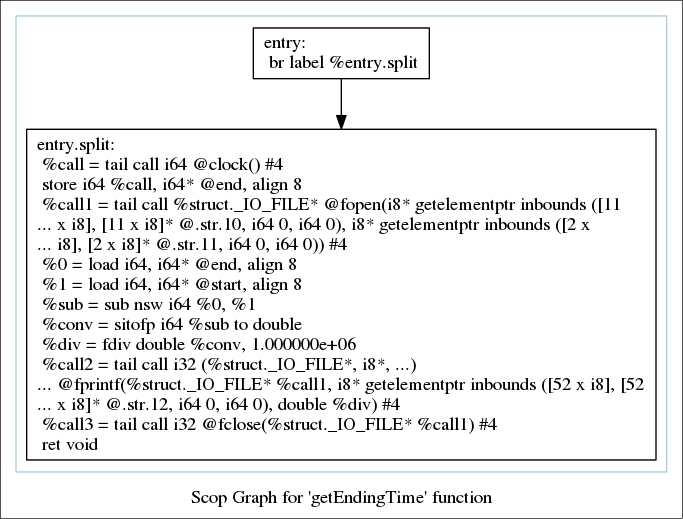 entry:
br label %entry.split
entry.split:
%call = tail call i64 @clock() #4
store i64 %call, i64* @end, align 8
%call1 = tail call %struct._IO_FILE* @fopen(i8* getelementptr inbounds ([11
... x i8], [11 x i8]* @.str.10, i64 0, i64 0), i8* getelementptr inbounds ([2 x
... i8], [2 x i8]* @.str.11, i64 0, i64 0)) #4
%0 = load i64, i64* @end, align 8
%1 = load i64, i64* @start, align 8
%sub = sub nsw i64 %0, %1
%conv = sitofp i64 %sub to double
%div = fdiv double %conv, 1.000000e+06
%call2 = tail call i32 (%struct._IO_FILE*, i8*, ...)
... @fprintf(%struct._IO_FILE* %call1, i8* getelementptr inbounds ([52 x i8], [52
... x i8]* @.str.12, i64 0, i64 0), double %div) #4
%call3 = tail call i32 @fclose(%struct._IO_FILE* %call1) #4
ret void
Scop Graph for 'getEndingTime' function